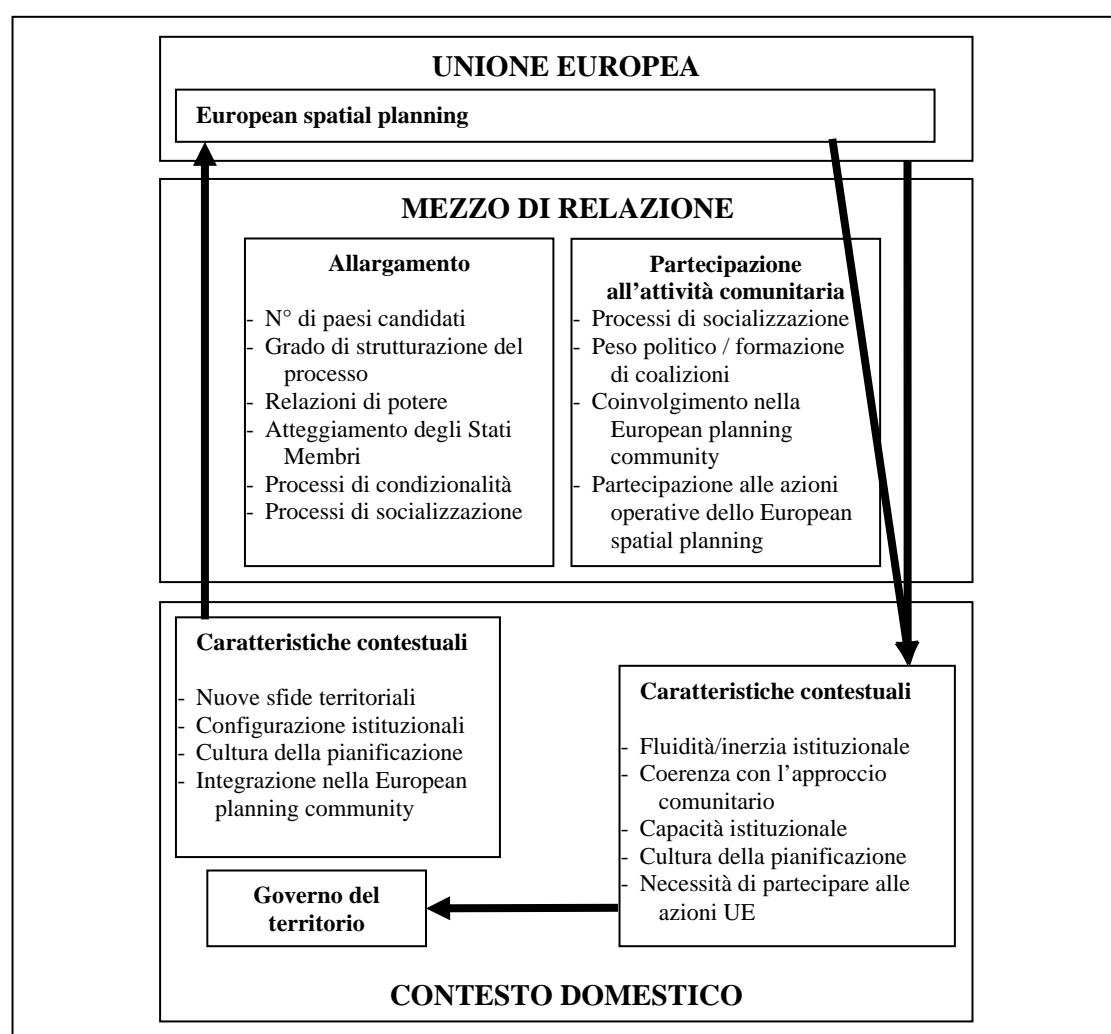 UNIONE EUROPEA
European spatial planning
MEZZO DI RELAZIONE
Allargamento
- N° di paesi candidati
- Grado di strutturazione del
processo
- Relazioni di potere
- Atteggiamento degli Stati
Membri
- Processi di condizionalità
- Processi di socializzazione
Partecipazione
all'attività comunitaria
- Processi di socializzazione
- Peso politico / formazione
di coalizioni
- Coinvolgimento nella
European planning
community
- Partecipazione alle azioni
operative dello European
spatial planning
Caratteristiche contestuali
- Nuove sfide territoriali
- Configurazione istituzionali
- Cultura della pianificazione
- Integrazione nella European
planning community
Caratteristiche contestuali
- Fluidità/inerzia istituzionale
- Coerenza con l'approccio
comunitario
- Capacità istituzionale
- Cultura della pianificazione
- Necessità di partecipare alle
azioni UE
Governo del
territorio
CONTESTO DOMESTICO